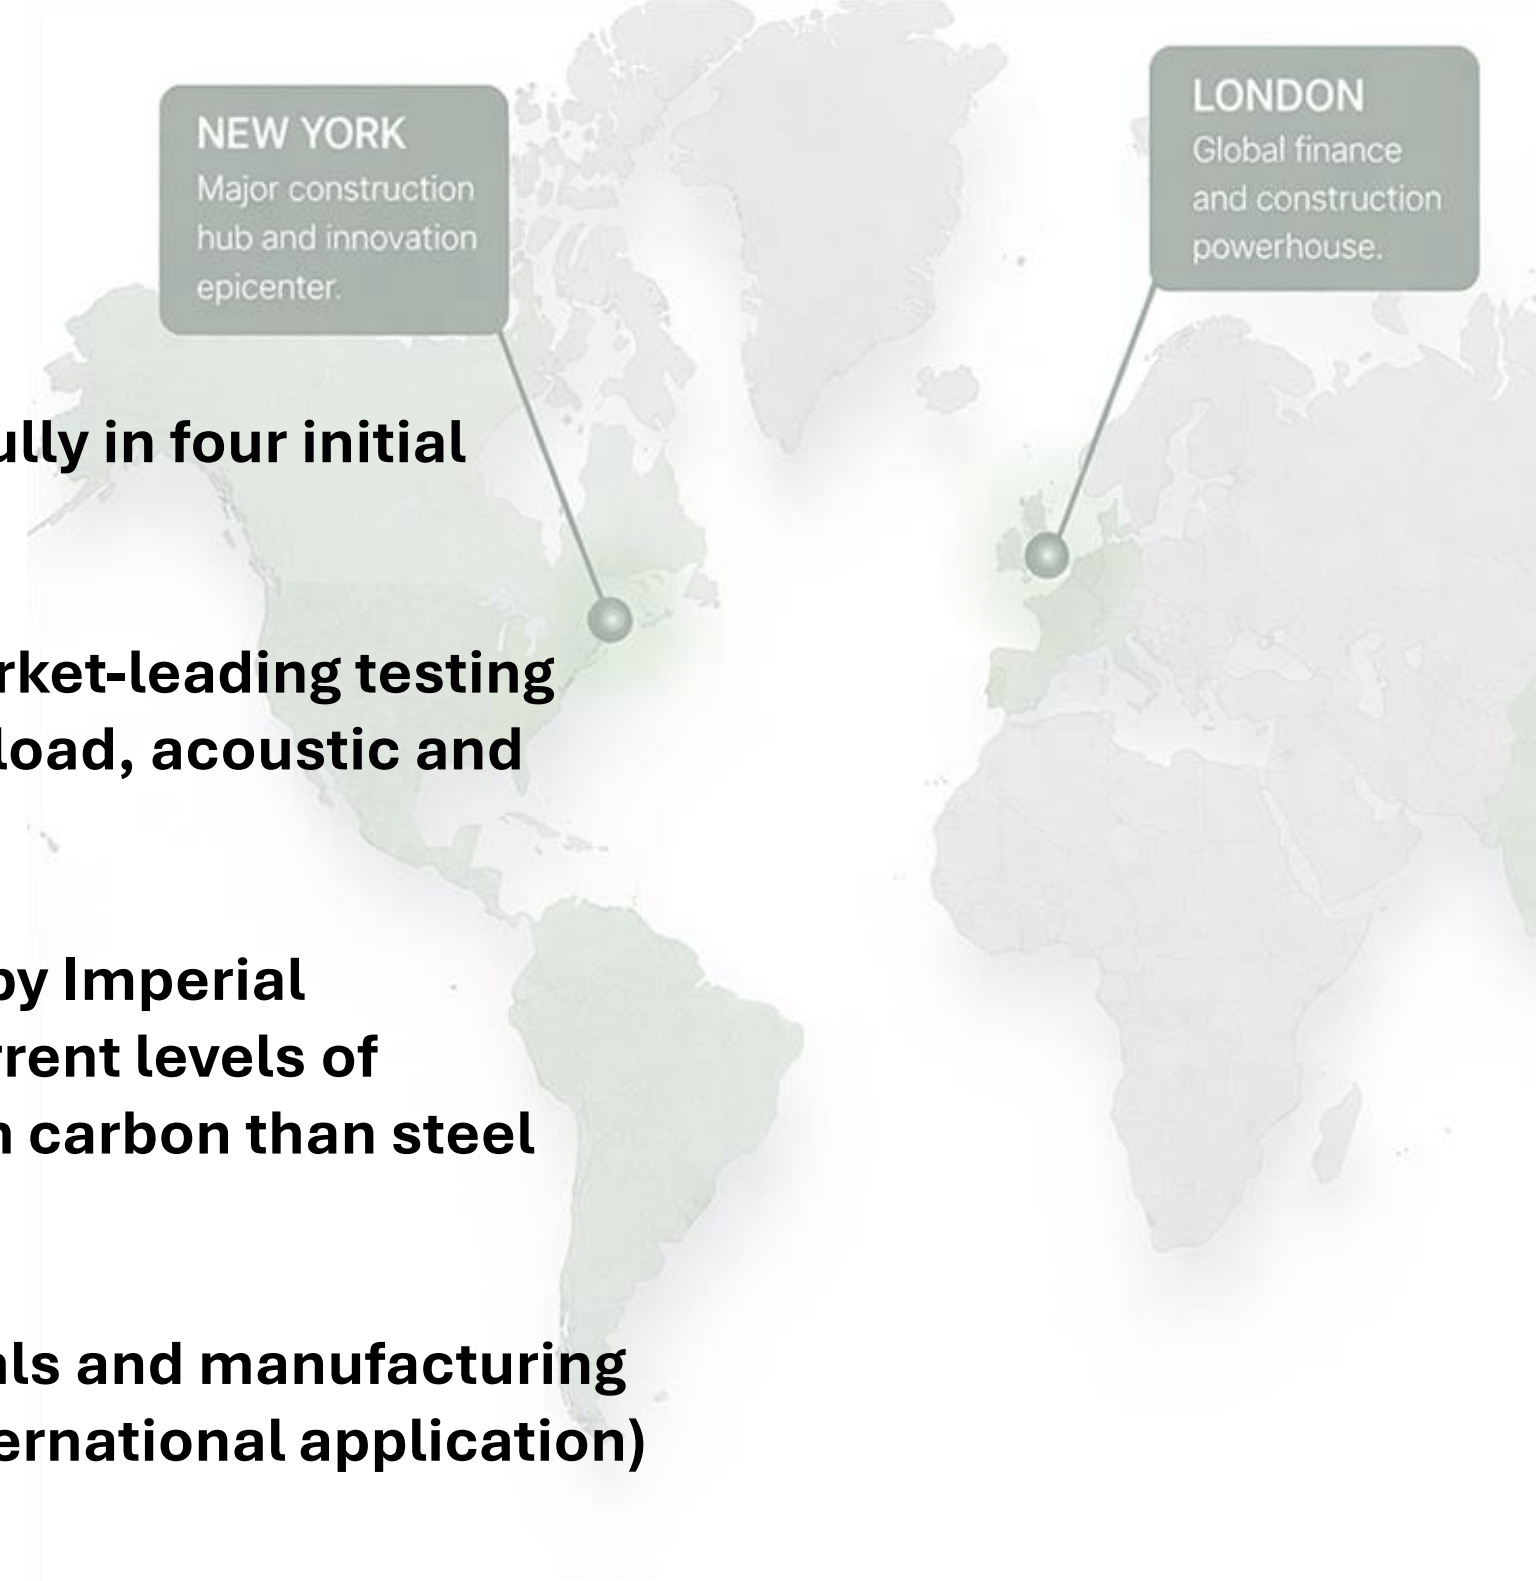 NEW YORK
Major construction
hub and innovation
epicenter.
LONDON
Global finance
and construction
powerhouse.
ully in four initial
rket-leading testing
load, acoustic and
by Imperial
rrent levels of
n carbon than steel
als and manufacturing
ernational application)